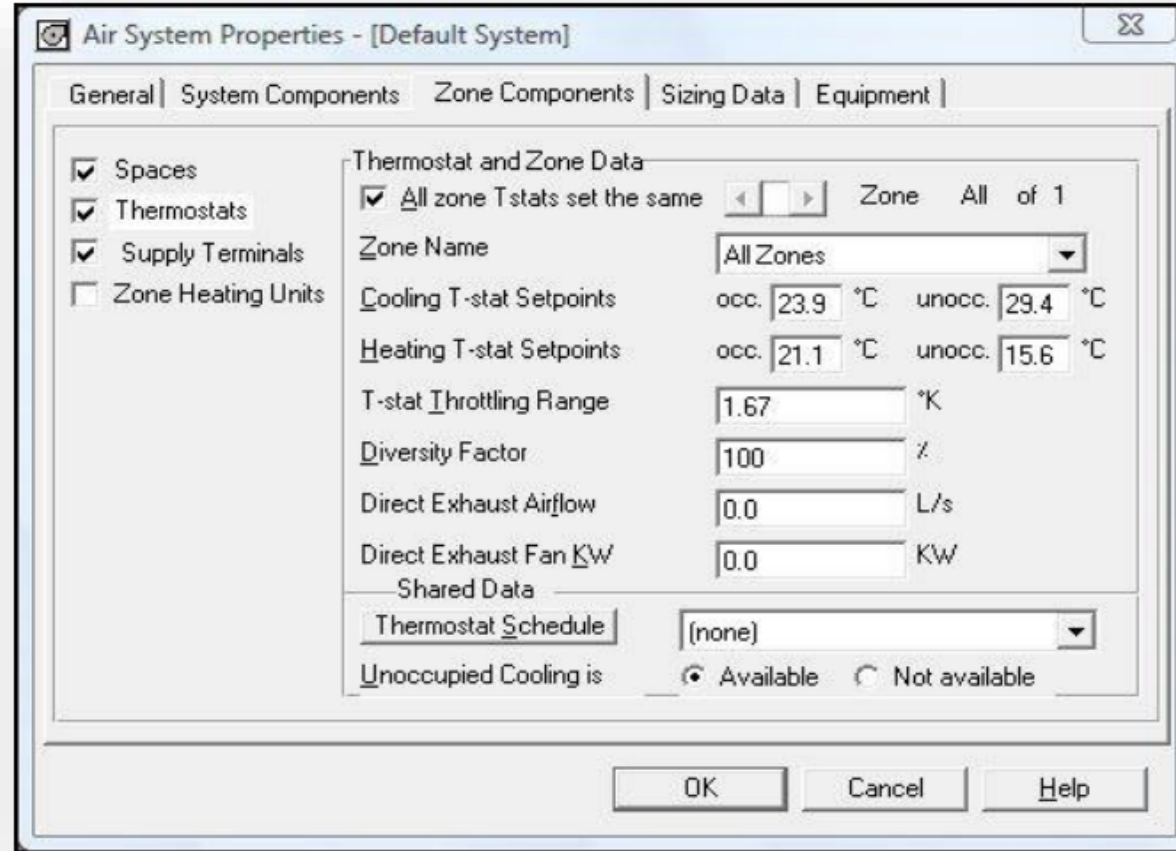 Air System Properties - [Default System]
General System Components Zone Components Sizing Data Equipment
Spaces
Thermostats
Supply Terminals
Zone Heating Units
Thermostat and Zone Data
All zone Tstats set the same Zone All of 1
Zone Name All Zones
Cooling T-stat Setpoints occ. 23.9 °C unocc. 29.4 °C
Heating T-stat Setpoints occ. 21.1 °C unocc. 15.6 °C
T-stat Throttling Range 1.67 °K
Diversity Factor 100 %
Direct Exhaust Airflow 0.0 L/s
Direct Exhaust Fan KW 0.0 KW
Shared Data
Thermostat Schedule (none)
Unoccupied Cooling is Available Not available
OK Cancel Help